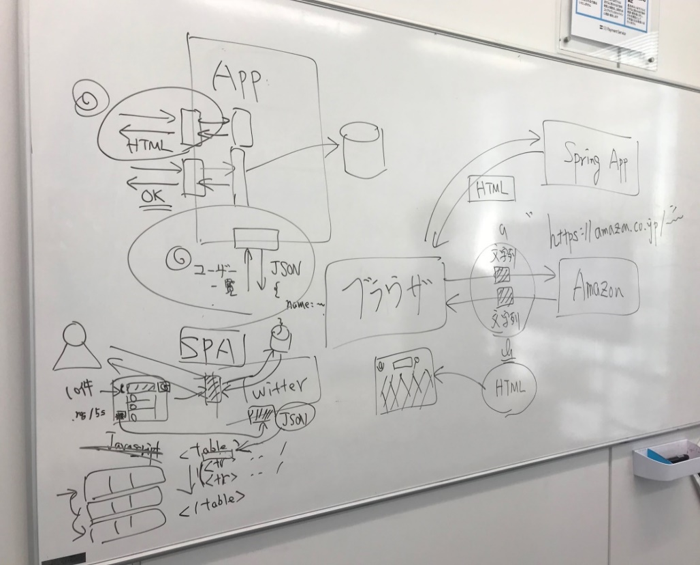 App
HTML
OK
ユーザー
一覧
JSON
{
name:~
SPA
Twitter
10件
JSON
Javascript
<table>
<tr
<tr>
</table>
Spring App
HTML
"https://amazon.co.jp/
文字列
ブラウザ
Amazon
文字列
HTML